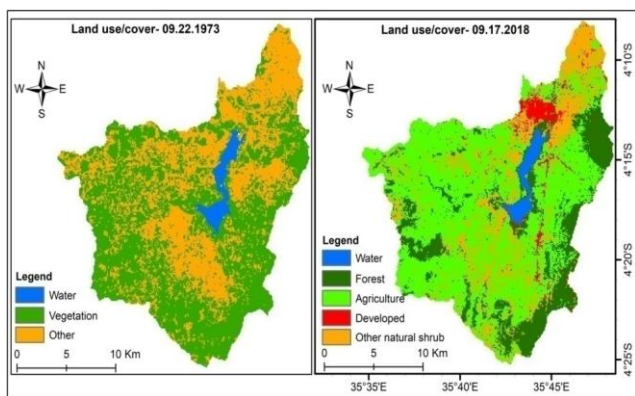 Land use/cover- 09.22.1973
N
W E
S
Legend
Water
Vegetation
Other
0 5 10 Km
Land use/cover- 09.17.2018
N
W E
S
Legend
Water
Forest
Agriculture
Developed
Other natural shrub
0 5 10 Km
4°10'S
4°15'S
4°20'S
4°25'S
35°35'E 35°40'E 35°45'E